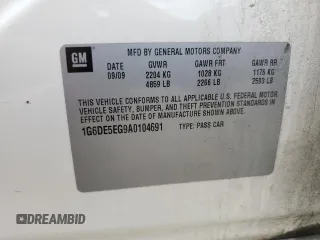 GM
MFD BY GENERAL MOTORS COMPANY
DATE GVWR GAWR FRT GAWR RR
09/09 2204 KG 1028 KG 1176 KG
4859 LB 2266 LB 2593 LB
THIS VEHICLE CONFORMS TO ALL APPLICABLE U.S. FEDERAL MOTOR
VEHICLE SAFETY, BUMPER, AND THEFT PREVENTION STANDARDS
IN EFFECT ON THE DATE OF MANUFACTURE SHOWN ABOVE.
1G6DE5EG9A0104691 TYPE: PASS CAR
DREAMBID